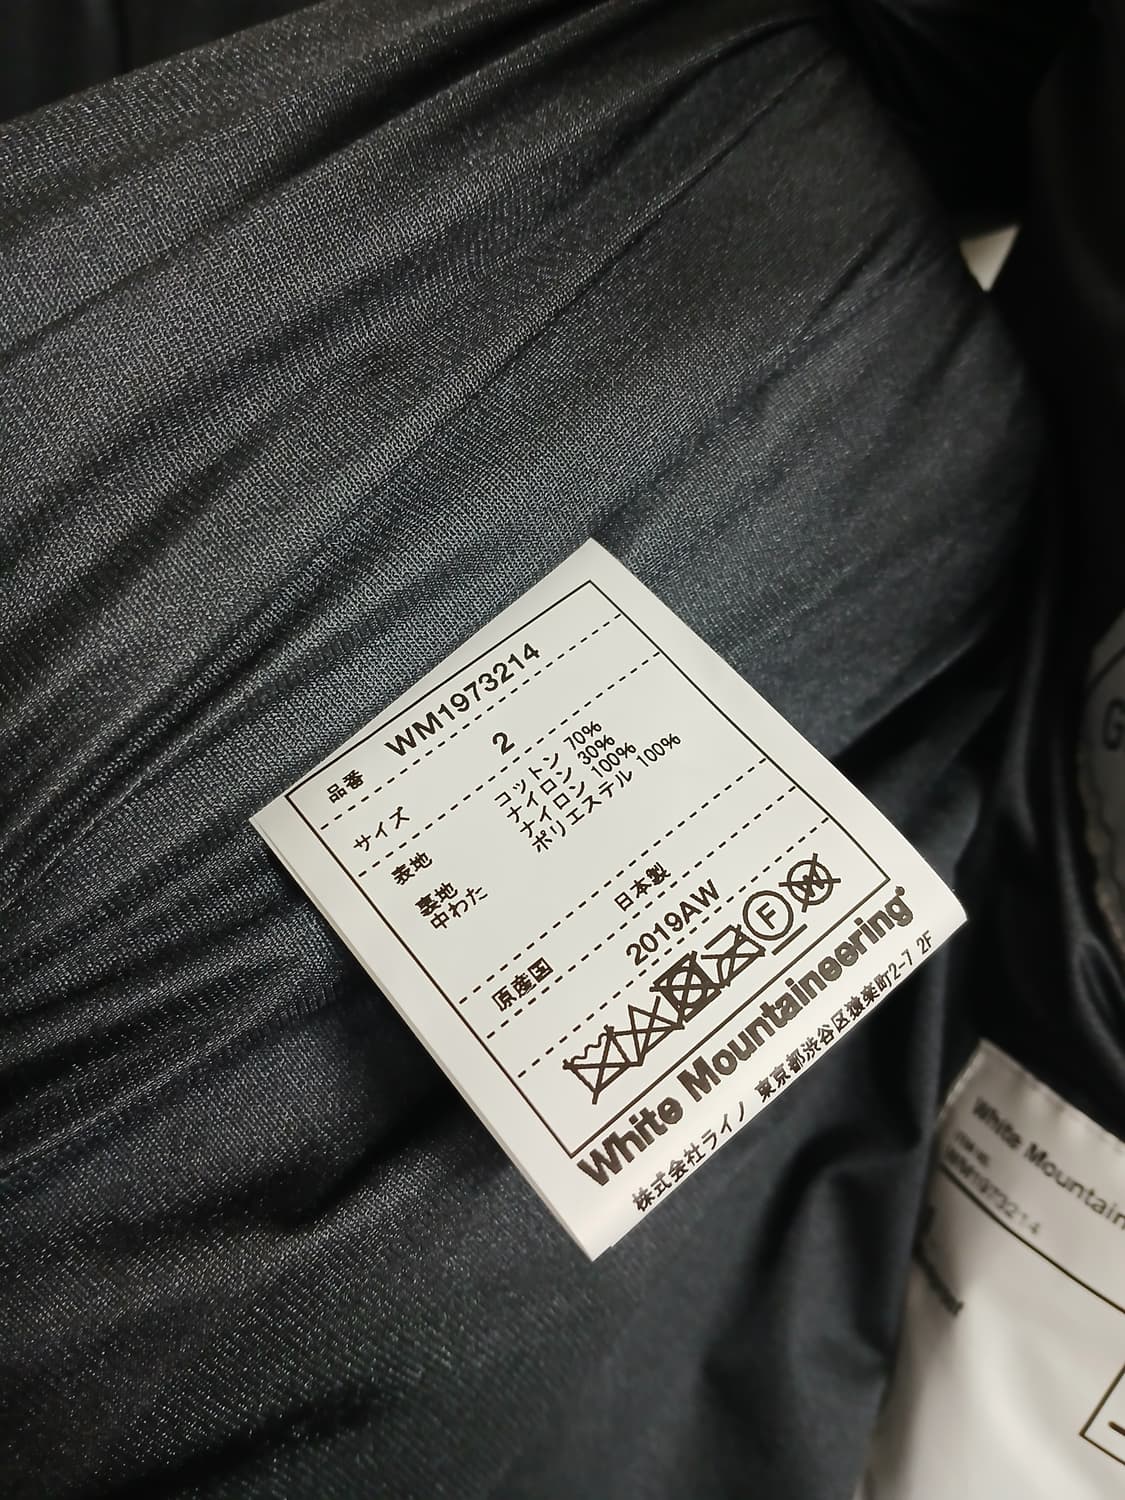 品番 WM1973214
サイズ 2
表地 コットン 70%
ナイロン 30%
裏地 ナイロン 100%
中わた ポリエステル 100%
原産国 日本製
2019AW
F
W
White Mountaineering®
株式会社ライノ 東京都渋谷区猿楽町2-7 2F
White Mountain
WM1973214
G